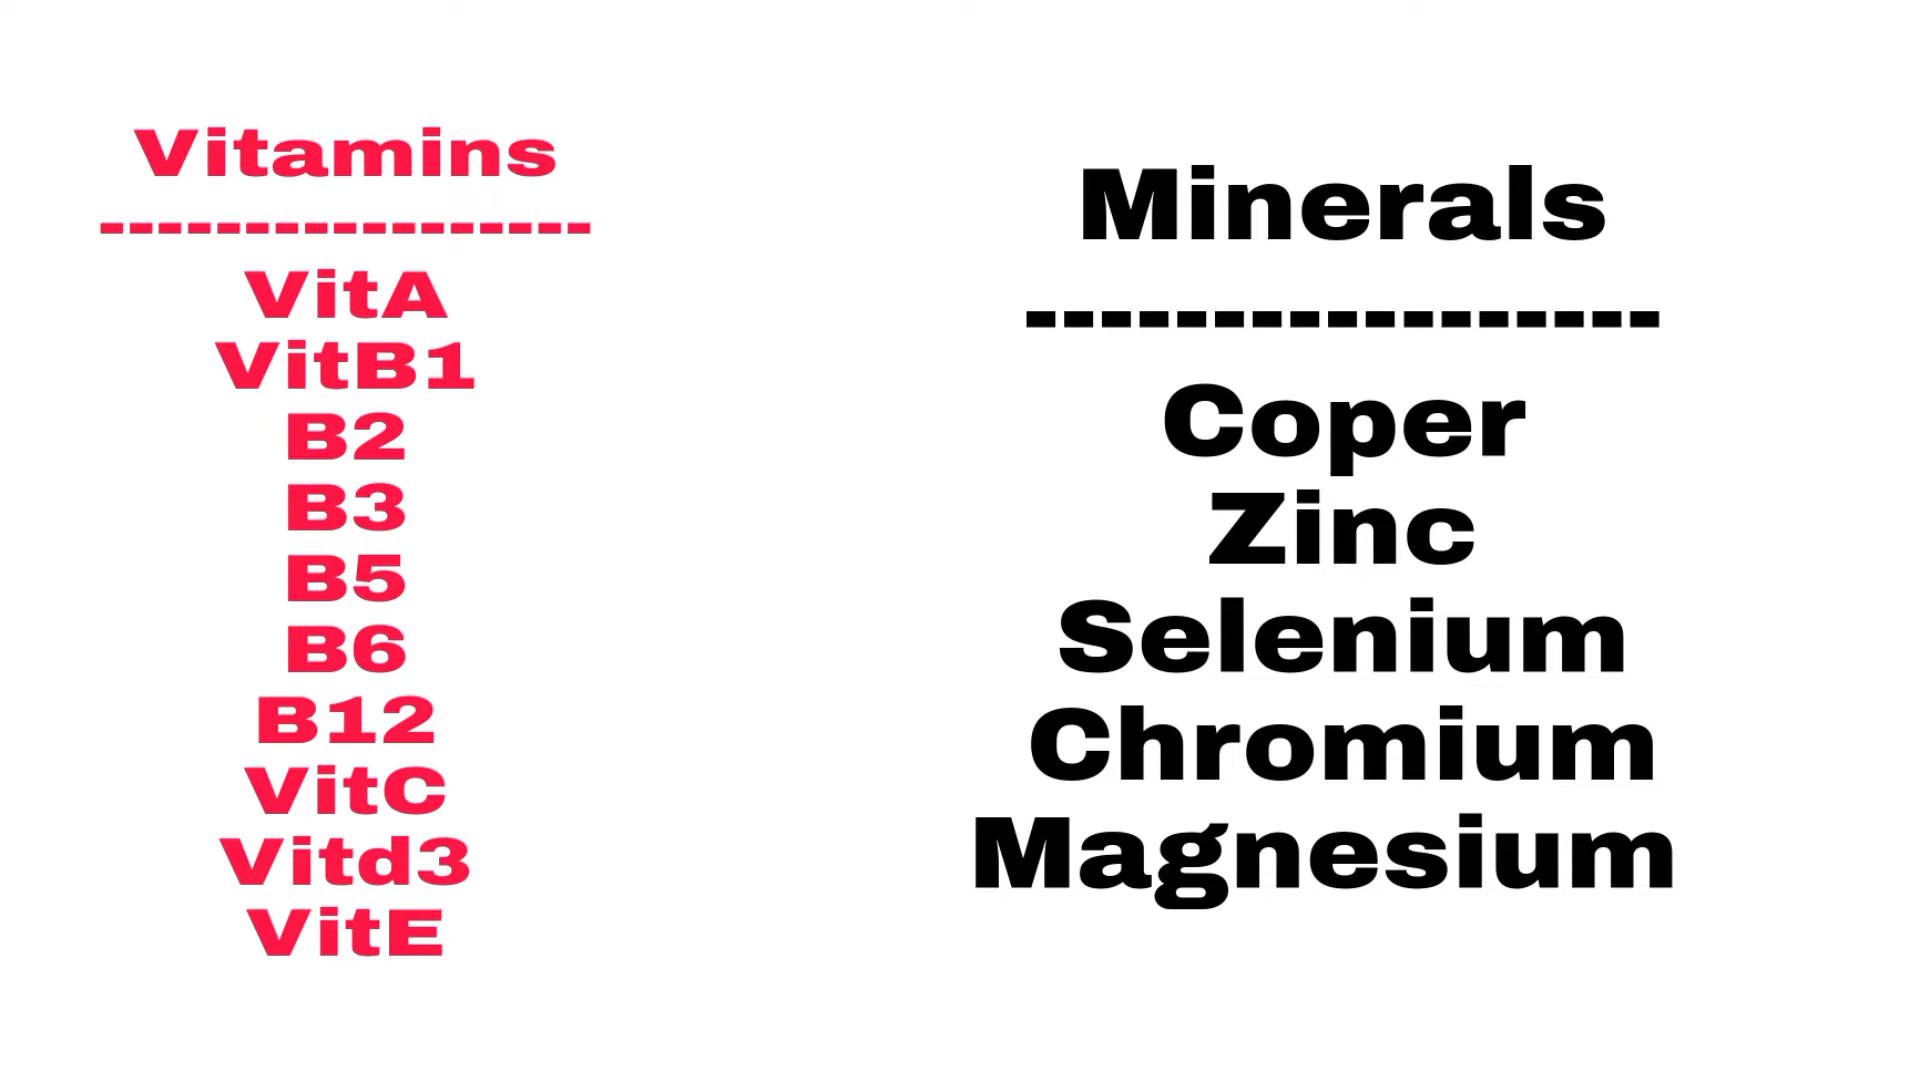 Vitamins
-----------------
VitA
VitB1
B2
B3
B5
B6
B12
VitC
Vitd3
VitE
Minerals
-----------------
Coper
Zinc
Selenium
Chromium
Magnesium